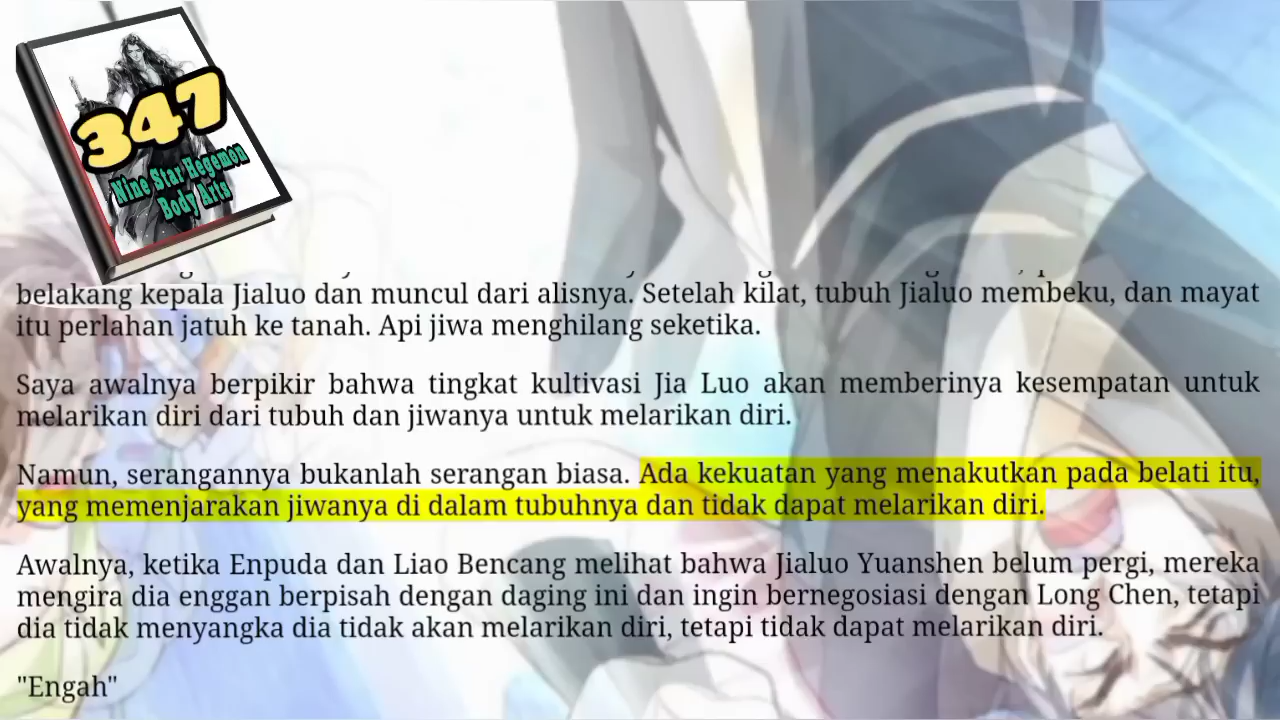 347
Nine Star Hegemon
Body Arts
belakang kepala Jialuo dan muncul dari alisnya. Setelah kilat, tubuh Jialuo membeku, dan mayat
itu perlahan jatuh ke tanah. Api jiwa menghilang seketika.
Saya awalnya berpikir bahwa tingkat kultivasi Jia Luo akan memberinya kesempatan untuk
melarikan diri dari tubuh dan jiwanya untuk melarikan diri.
Namun, serangannya bukanlah serangan biasa. Ada kekuatan yang menakutkan pada belati itu,
yang memenjarakan jiwanya di dalam tubuhnya dan tidak dapat melarikan diri.
Awalnya, ketika Enpuda dan Liao Bencang melihat bahwa Jialuo Yuanshen belum pergi, mereka
mengira dia enggan berpisah dengan daging ini dan ingin bernegosiasi dengan Long Chen, tetapi
dia tidak menyangka dia tidak akan melarikan diri, tetapi tidak dapat melarikan diri.
"Engah"